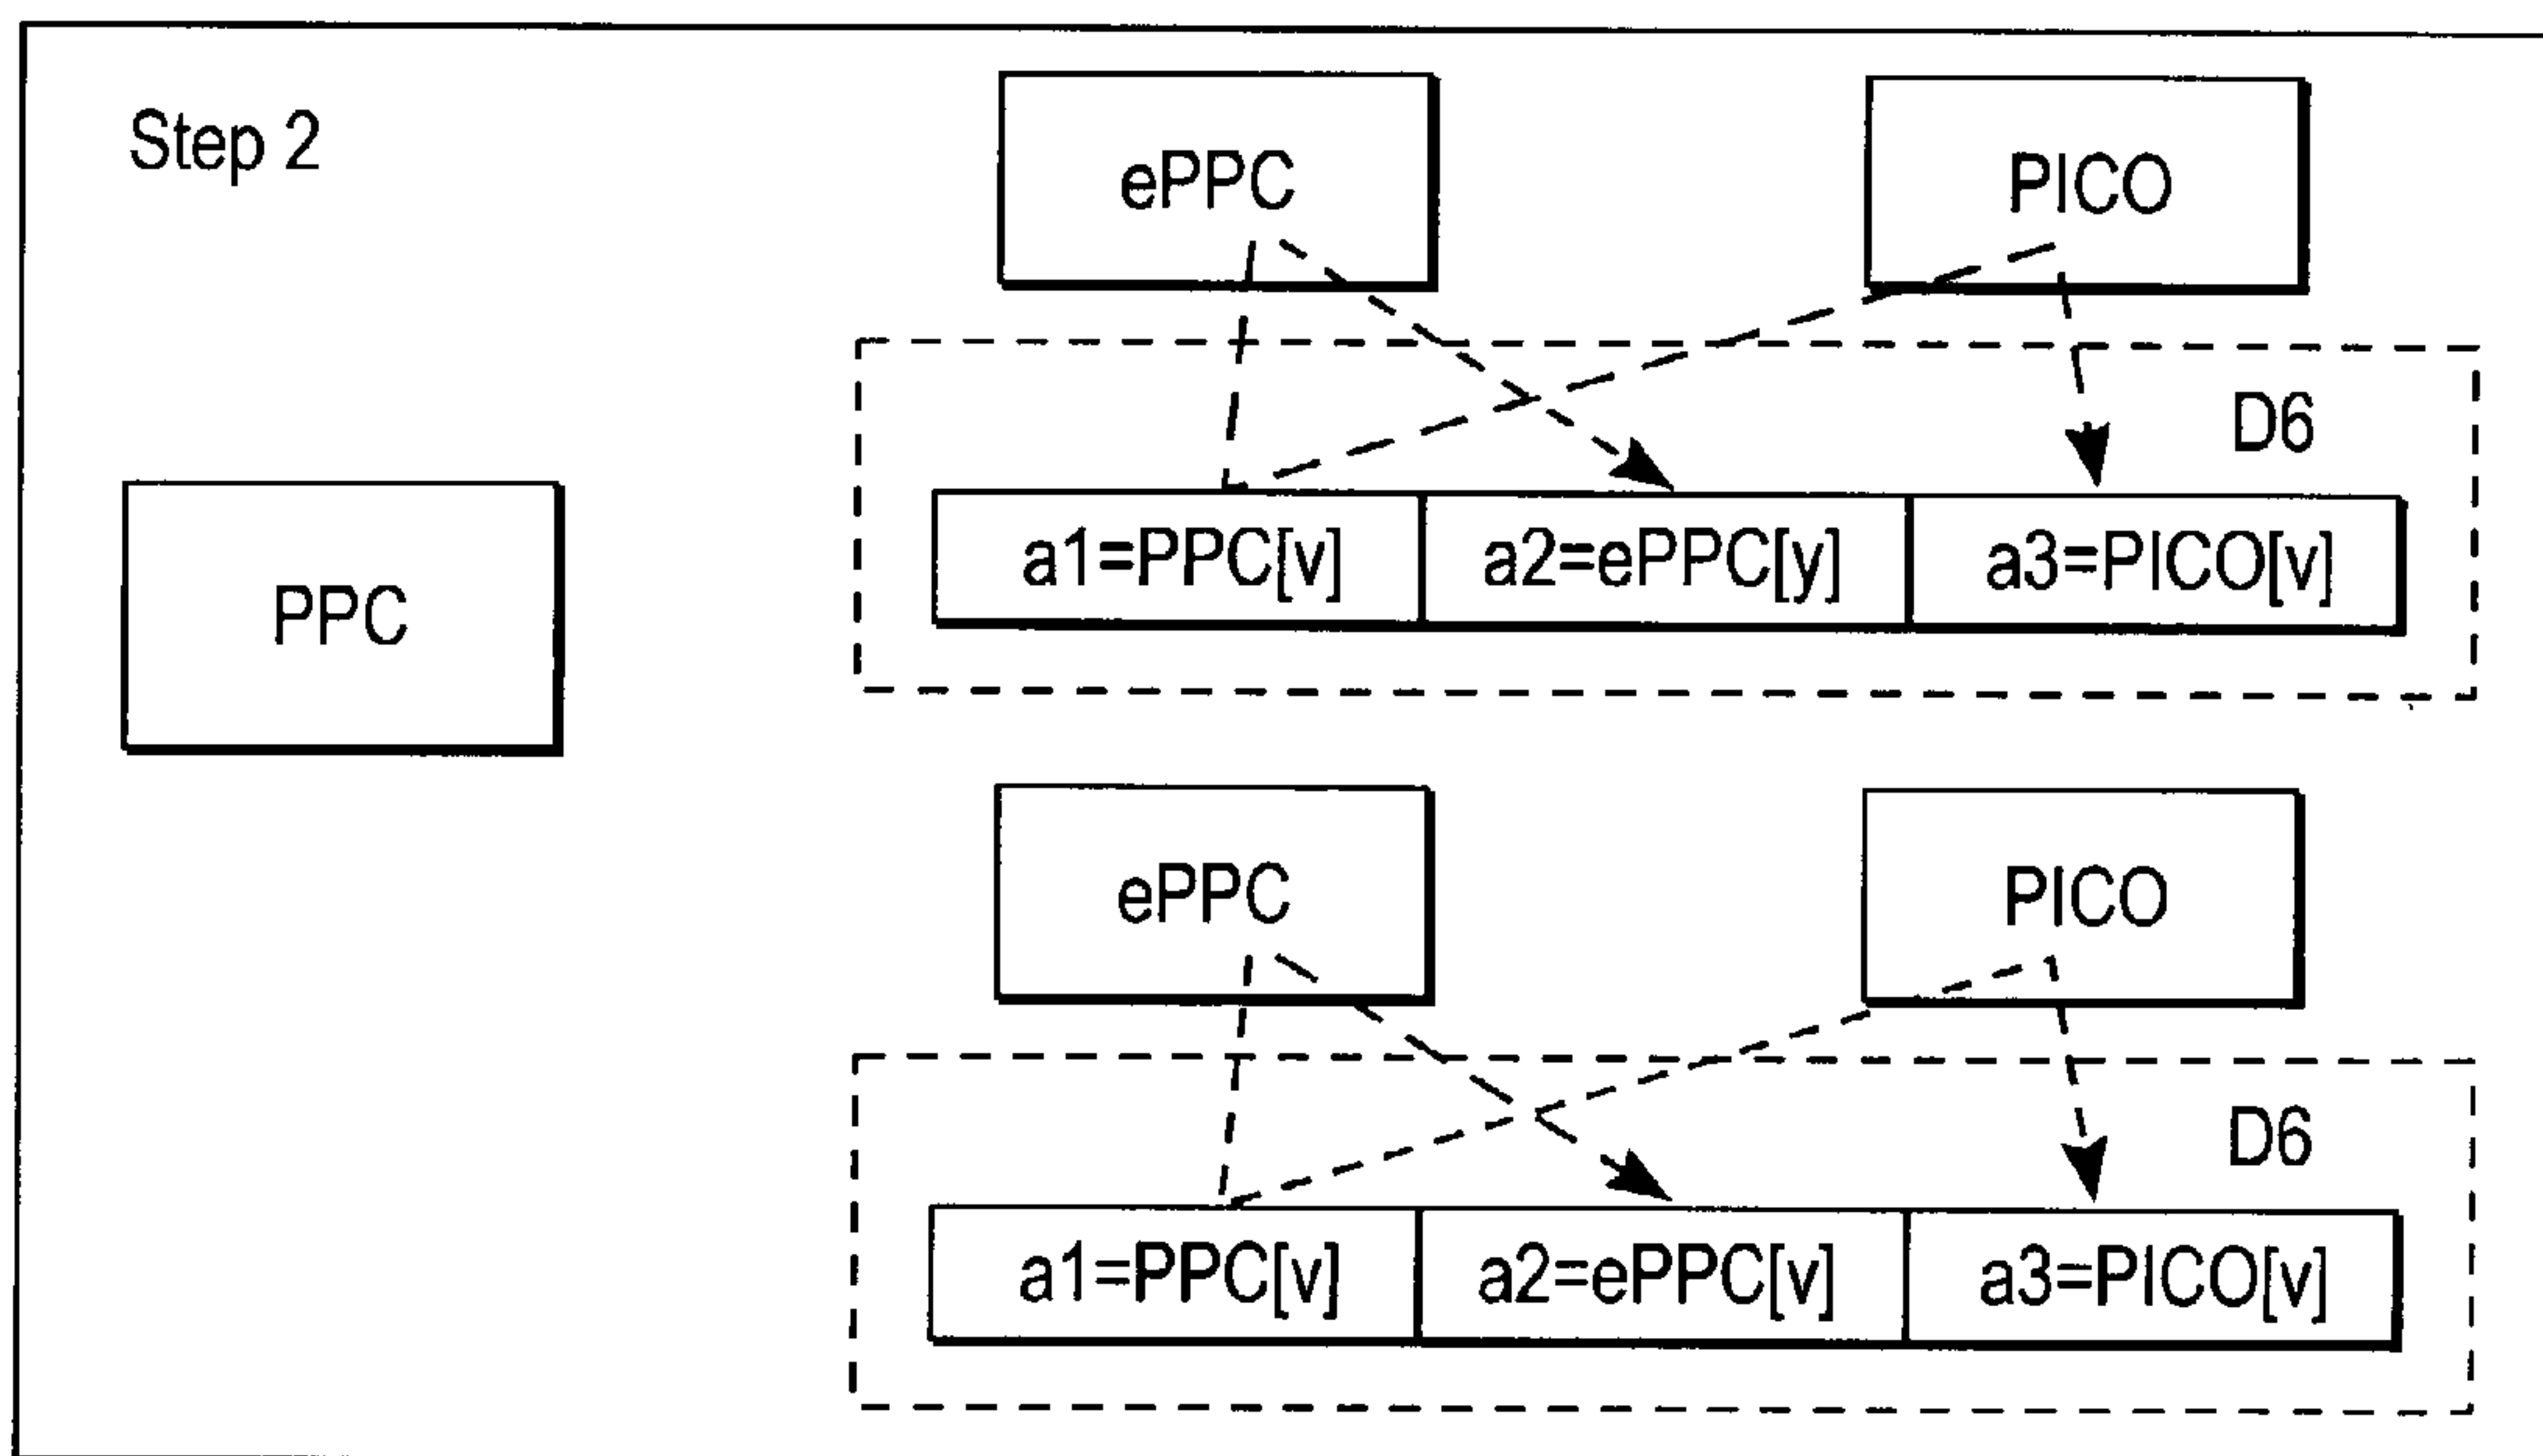 Step 2
ePPC
PICO
D6
a1=PPC[v]
a2=ePPC[y]
a3=PICO[v]
PPC
ePPC
PICO
D6
a1=PPC[v]
a2=ePPC[v]
a3=PICO[v]